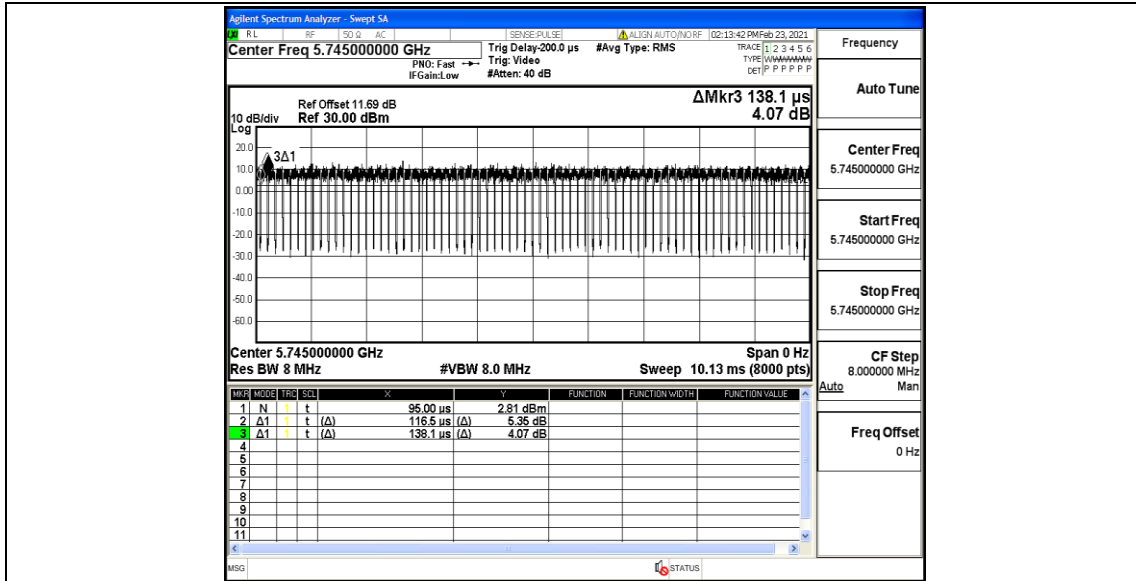 Agilent Spectrum Analyzer - Swept SA
RL RF 50 Ω AC SENSE:PULSE ALIGN AUTO/NO RF 02:13:42 PM Feb 23, 2021
Center Freq 5.745000000 GHz
Trig Delay-200.0 µs #Avg Type: RMS
TRACE 1 2 3 4 5 6
PNO: Fast Trig: Video
TYPE WWWWWW
IFGain:Low #Atten: 40 dB
DET P P P P P P
ΔMkr3 138.1 µs
4.07 dB
Ref Offset 11.69 dB
10 dB/div Ref 30.00 dBm
Log
20.0
3Δ1
10.0
0.00
-10.0
-20.0
-30.0
-40.0
-50.0
-60.0
Center 5.745000000 GHz Span 0 Hz
Res BW 8 MHz #VBW 8.0 MHz Sweep 10.13 ms (8000 pts)
MKR MODE TRC SCL X Y FUNCTION FUNCTION WIDTH FUNCTION VALUE
1 N 1 t 95.00 µs 2.81 dBm
2 Δ1 1 t (Δ) 116.5 µs (Δ) 5.35 dB
3 Δ1 1 t (Δ) 138.1 µs (Δ) 4.07 dB
4
5
6
7
8
9
10
11
MSG STATUS
Frequency
Auto Tune
Center Freq
5.745000000 GHz
Start Freq
5.745000000 GHz
Stop Freq
5.745000000 GHz
CF Step
8.000000 MHz
Auto Man
Freq Offset
0 Hz